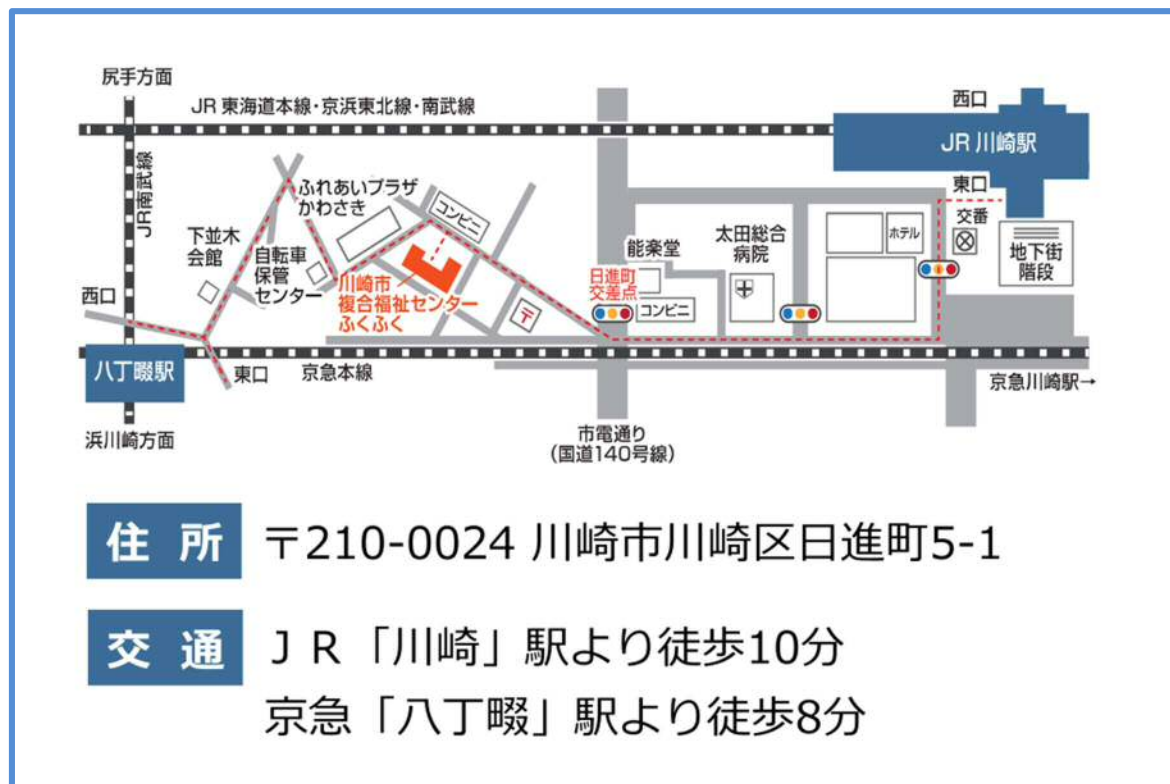 尻手方面
JR 東海道本線・京浜東北線・南武線
西口
JR 川崎駅
JR南武線
東口
交番
地下街
階段
ふれあいプラザ
かわさき
コンビニ
下並木
会館
自転車
保管
センター
川崎市
複合福祉センター
ふくふく
〒
能楽堂
日進町
交差点
コンビニ
太田総合
病院
ホテル
西口
八丁畷駅
東口
京急本線
京急川崎駅→
浜川崎方面
市電通り
(国道140号線)
住 所
〒210-0024 川崎市川崎区日進町5-1
交 通
ＪＲ「川崎」駅より徒歩10分
京急「八丁畷」駅より徒歩8分